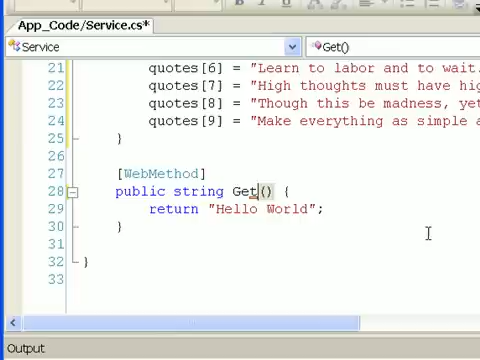 App_Code/Service.cs*
Service
Get()
21 quotes[6] = "Learn to labor and to wait.
22 quotes[7] = "High thoughts must have hig
23 quotes[8] = "Though this be madness, yet
24 quotes[9] = "Make everything as simple a
25 }
26
27 [WebMethod]
28 public string Get() {
29 return "Hello World";
30 }
31
32 }
33
Output